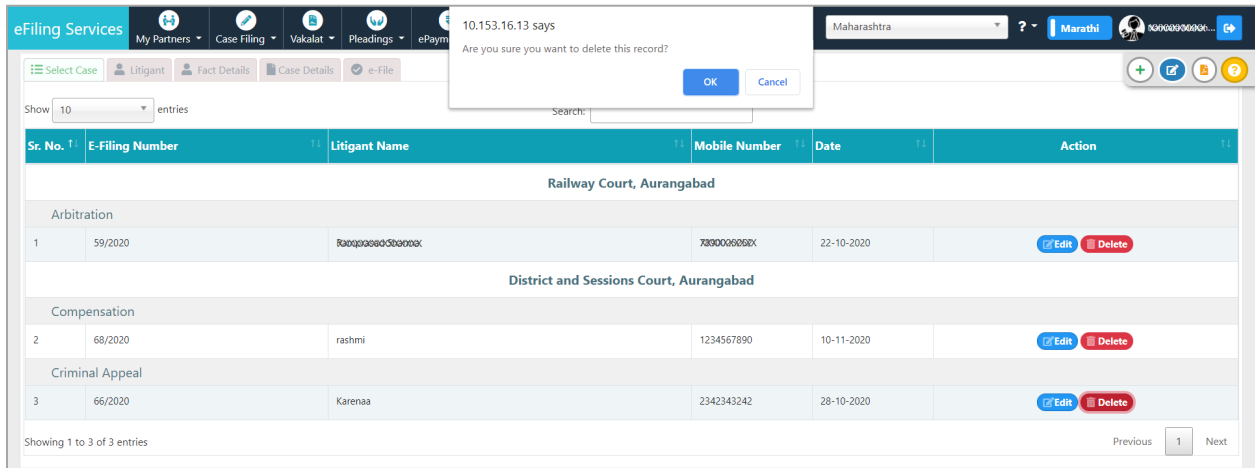 eFiling Services
My Partners
Case Filing
Vakalat
Pleadings
ePaym
10.153.16.13 says
Are you sure you want to delete this record?
OK
Cancel
Maharashtra
?
Marathi
Select Case
Litigant
Fact Details
Case Details
e-File
Show 10 entries
Search:
Sr. No. E-Filing Number Litigant Name Mobile Number Date Action
Railway Court, Aurangabad
Arbitration
1 59/2020 22-10-2020 Edit Delete
District and Sessions Court, Aurangabad
Compensation
2 68/2020 rashmi 1234567890 10-11-2020 Edit Delete
Criminal Appeal
3 66/2020 Karenaa 2342343242 28-10-2020 Edit Delete
Showing 1 to 3 of 3 entries
Previous 1 Next